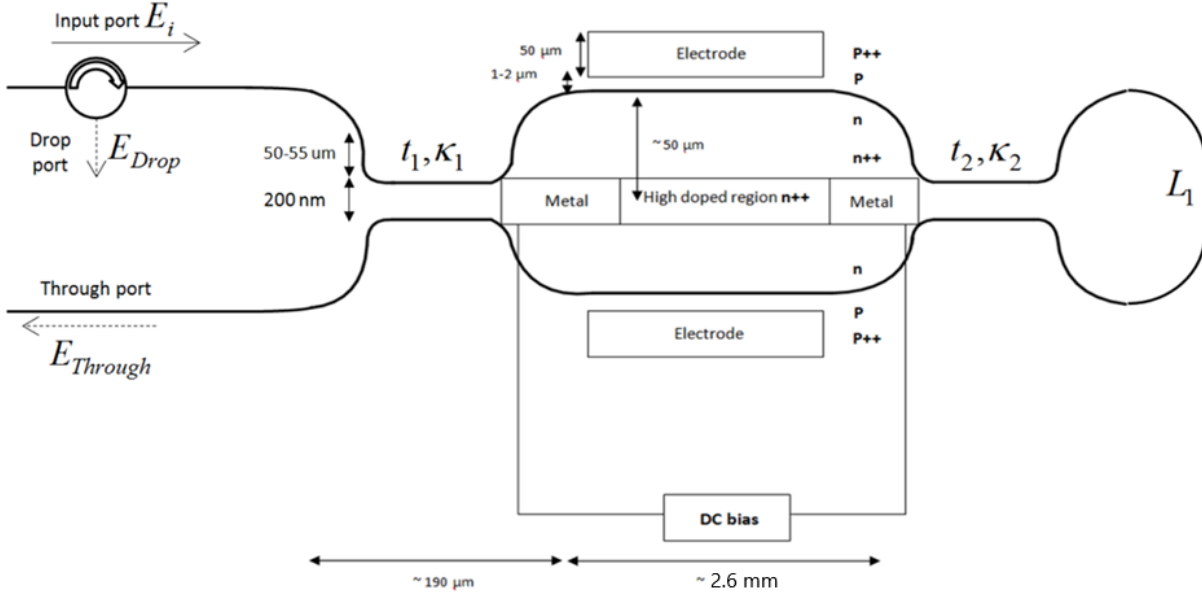 Input port E_i
50 μm
Electrode
P++
1-2 μm
P
n
Drop port
E_Drop
50-55 um
t_1, κ_1
~50 μm
n++
t_2, κ_2
200 nm
Metal
High doped region n++
Metal
L_1
n
Through port
P
E_Through
Electrode
P++
DC bias
~190 μm
~ 2.6 mm